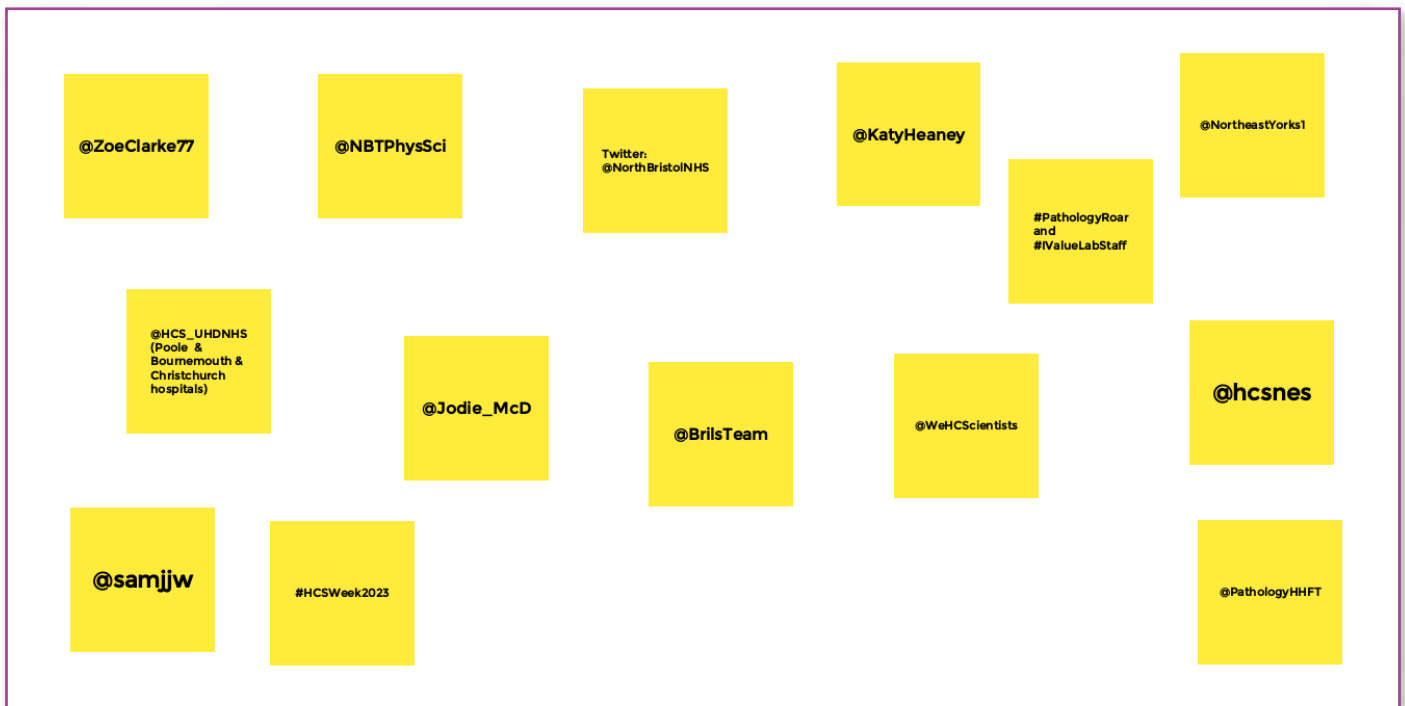 @ZoeClarke77
@NBTPhysSci
Twitter:
@NorthBristolNHS
@KatyHeaney
@NortheastYorks1
#PathologyRoar
and
#IValueLabStaff
@HCS_UHDNHS
(Poole &
Bournemouth &
Christchurch
hospitals)
@Jodie_McD
@BrilsTeam
@WeHCScientists
@hcsnes
@samjjw
#HCSWeek2023
@PathologyHHFT